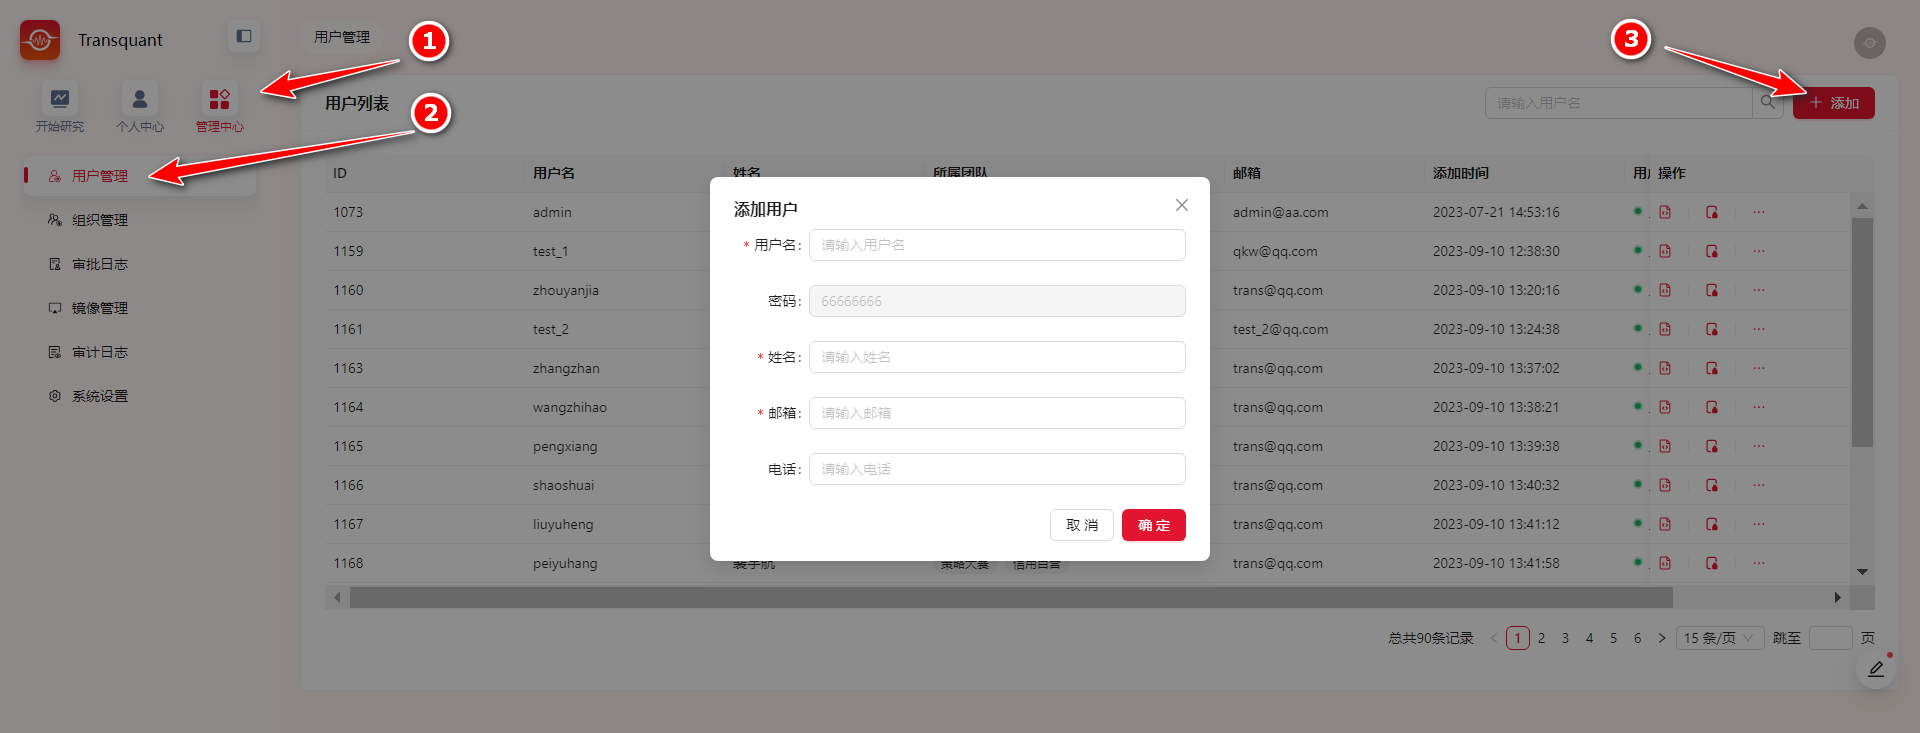 Transquant
用户管理
1
2
3
开始研究 个人中心 管理中心
用户管理
组织管理
审批日志
镜像管理
审计日志
系统设置
用户列表
请输入用户名
添加
ID 用户名 姓名 所属团队 邮箱 添加时间 操作
1073 admin admin@aa.com 2023-07-21 14:53:16
1159 test_1 qkw@qq.com 2023-09-10 12:38:30
1160 zhouyanjia trans@qq.com 2023-09-10 13:20:16
1161 test_2 test_2@qq.com 2023-09-10 13:24:38
1163 zhangzhan trans@qq.com 2023-09-10 13:37:02
1164 wangzhihao trans@qq.com 2023-09-10 13:38:21
1165 pengxiang trans@qq.com 2023-09-10 13:39:38
1166 shaoshuai trans@qq.com 2023-09-10 13:40:32
1167 liuyuheng trans@qq.com 2023-09-10 13:41:12
1168 peiyuhang 策略大赛 信用自营 trans@qq.com 2023-09-10 13:41:58
添加用户
* 用户名: 请输入用户名
密码: 66666666
* 姓名: 请输入姓名
* 邮箱: 请输入邮箱
电话: 请输入电话
取 消 确 定
总共90条记录 < 1 2 3 4 5 6 > 15 条/页 跳至 页